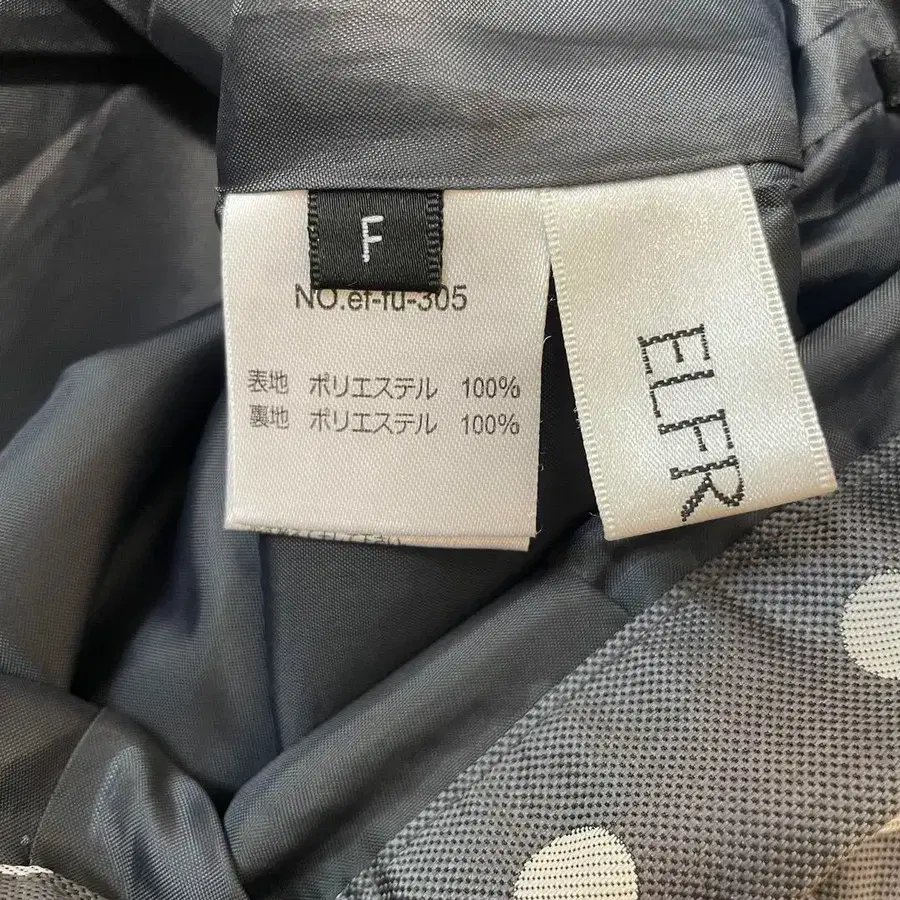 F
NO.ef-fu-305
表地 ポリエステル 100%
裏地 ポリエステル 100%
ELFR